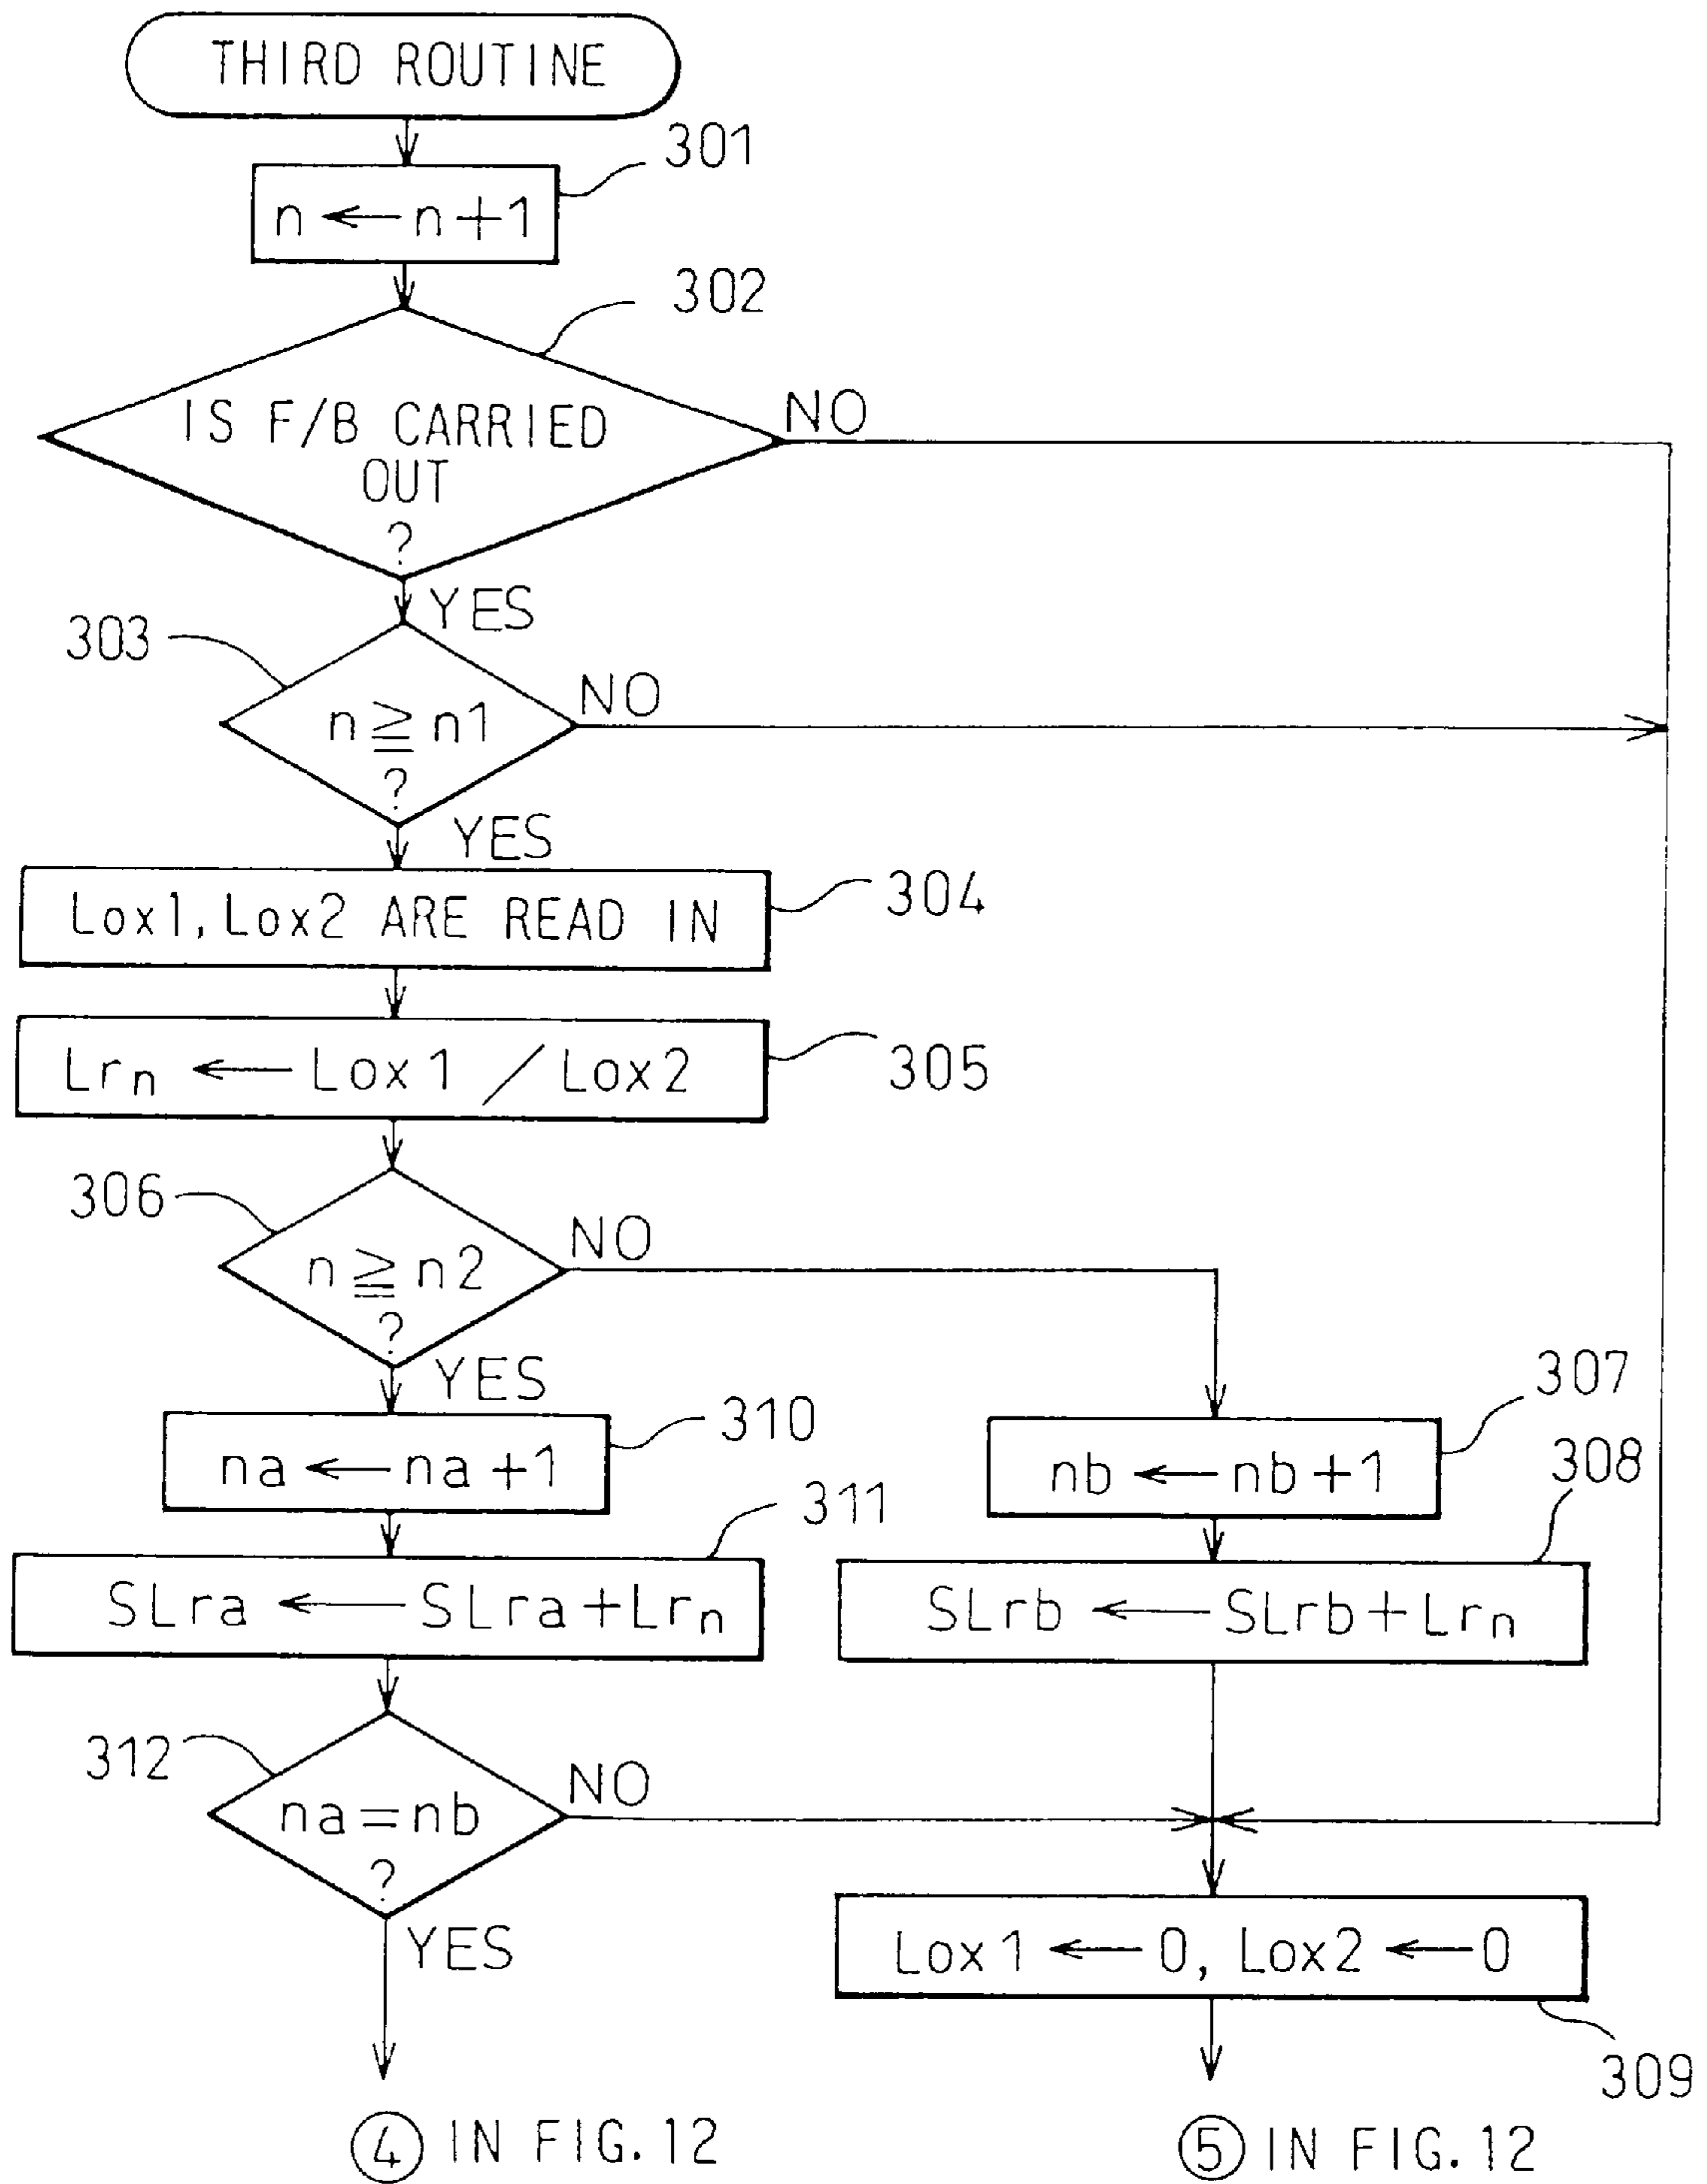 THIRD ROUTINE
301
n ← n+1
302
IS F/B CARRIED
OUT
?
NO
YES
303
n ≧ n1
?
NO
YES
304
Lox1, Lox2 ARE READ IN
305
Lrn ← Lox1 / Lox2
306
n ≧ n2
?
NO
YES
307
310
na ← na+1
nb ← nb+1
308
311
SLra ← SLra+Lrn
SLrb ← SLrb+Lrn
312
na=nb
?
NO
YES
Lox1 ← 0, Lox2 ← 0
309
④ IN FIG. 12
⑤ IN FIG. 12